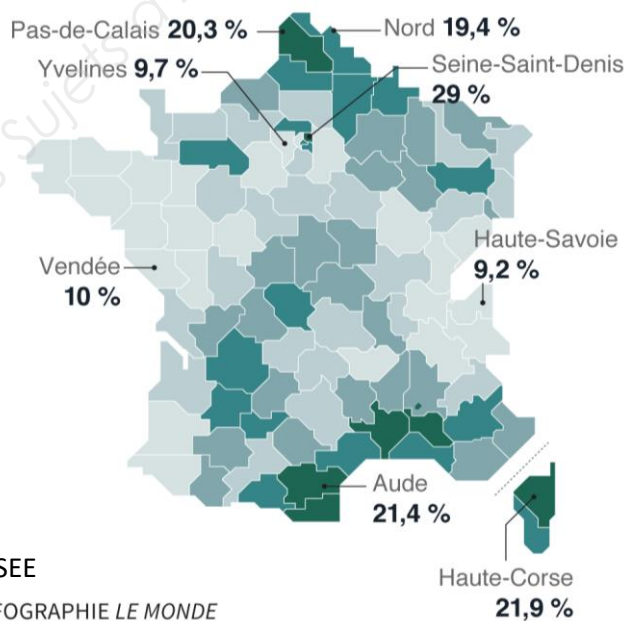 Pas-de-Calais 20,3 %
Nord 19,4 %
Yvelines 9,7 %
Seine-Saint-Denis
29 %
Haute-Savoie
9,2 %
Vendée
10 %
Aude
21,4 %
Haute-Corse
21,9 %
SEE
FOGRAPHIE LE MONDE
Sujets a